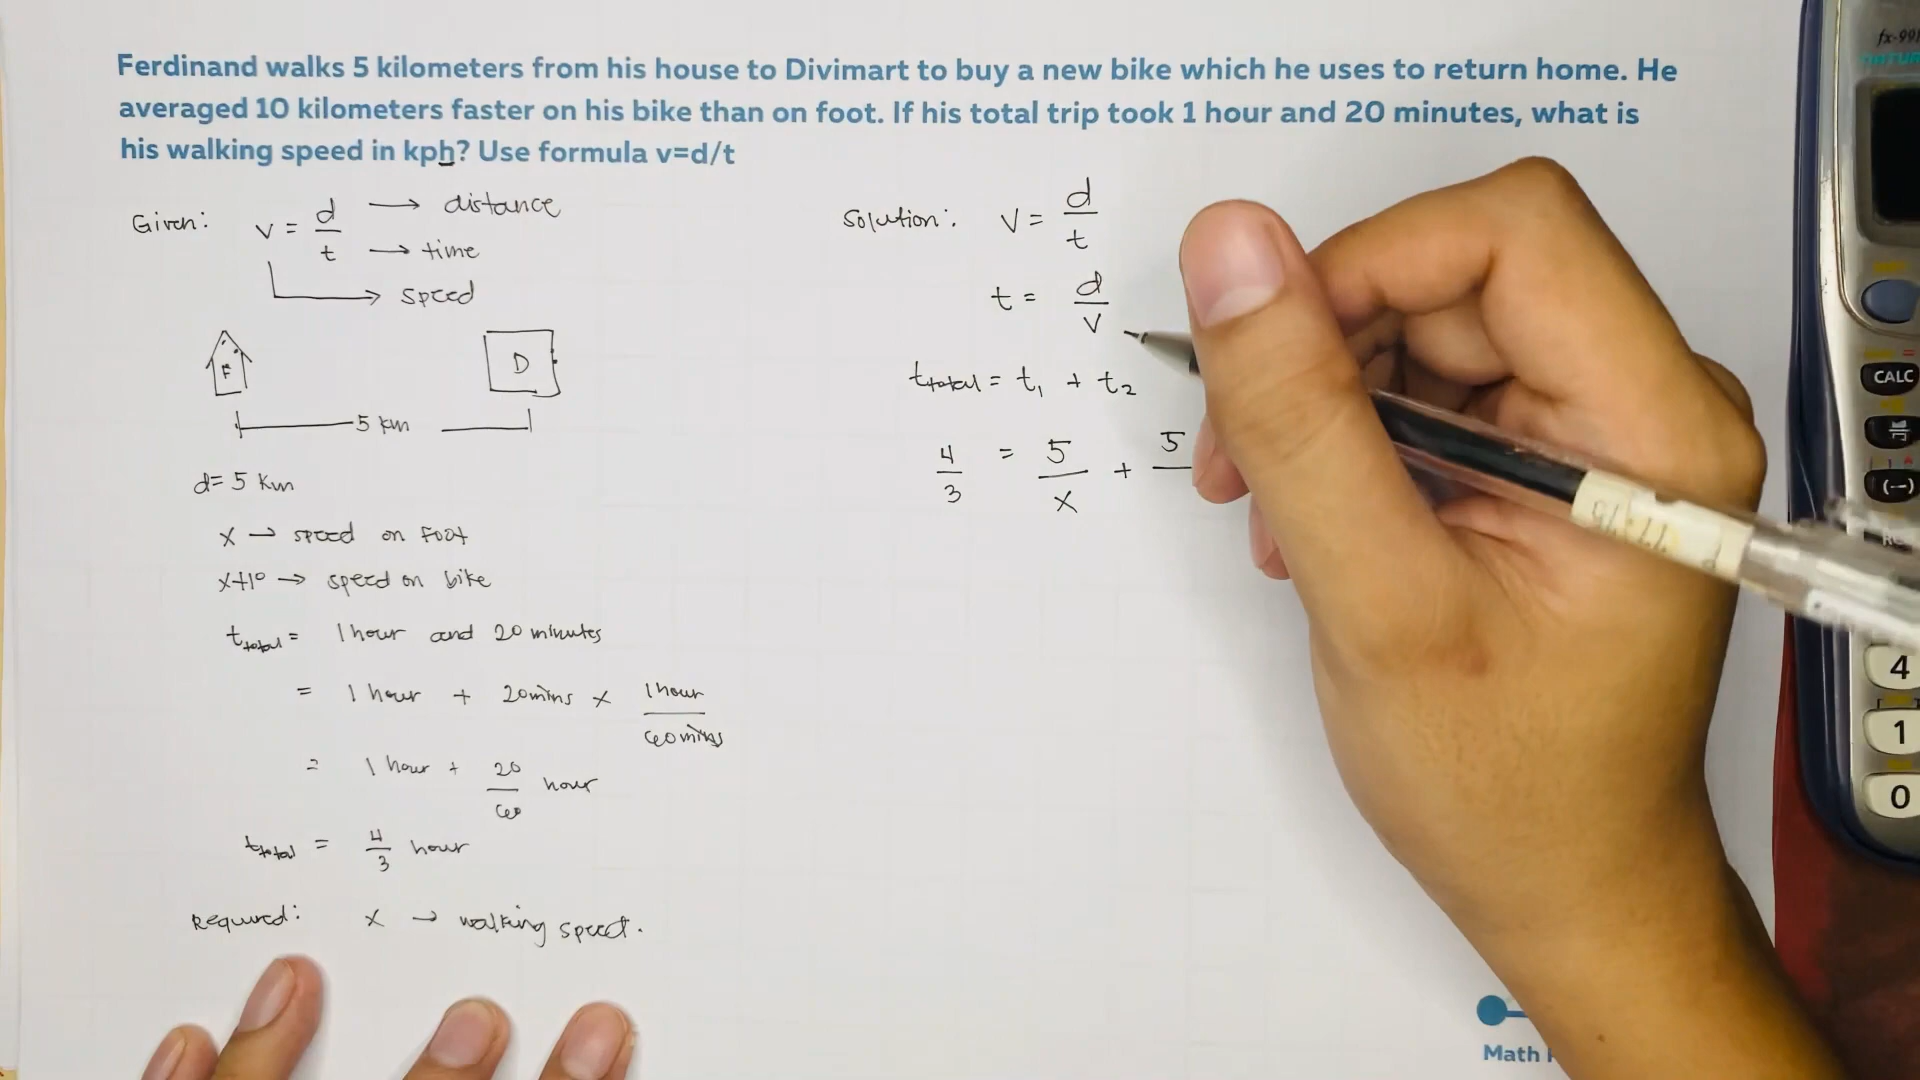 Ferdinand walks 5 kilometers from his house to Divimart to buy a new bike which he uses to return home. He
averaged 10 kilometers faster on his bike than on foot. If his total trip took 1 hour and 20 minutes, what is
his walking speed in kph? Use formula v=d/t
Given: v = d/t → distance
→ time
→ speed
F D
5 km
d= 5 km
x → speed on foot
x+10 → speed on bike
t total = 1 hour and 20 minutes
= 1 hour + 20 mins x 1 hour/60 mins
= 1 hour + 20/60 hour
t total = 4/3 hour
Required: x → walking speed.
Solution: V = d/t
t = d/v
t total = t1 + t2
4/3 = 5/x + 5
fx-991
CALC
(−)
4
1
0
Math